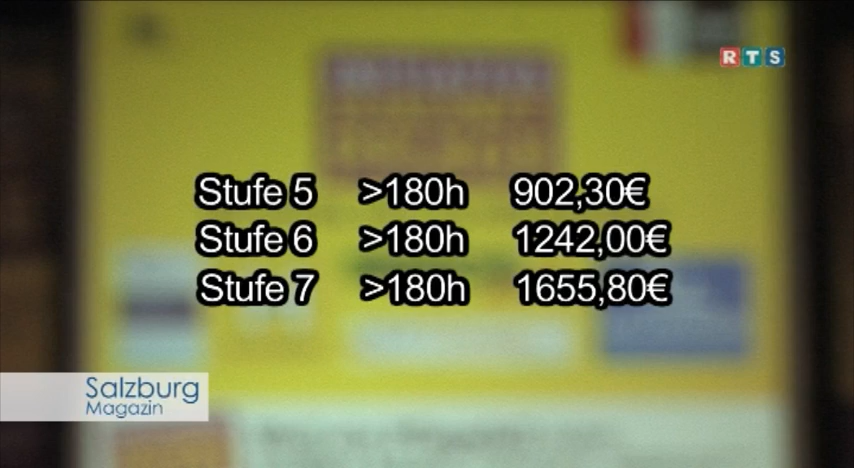 RTS
Stufe 5 >180h 902,30€
Stufe 6 >180h 1242,00€
Stufe 7 >180h 1655,80€
Salzburg
Magazin